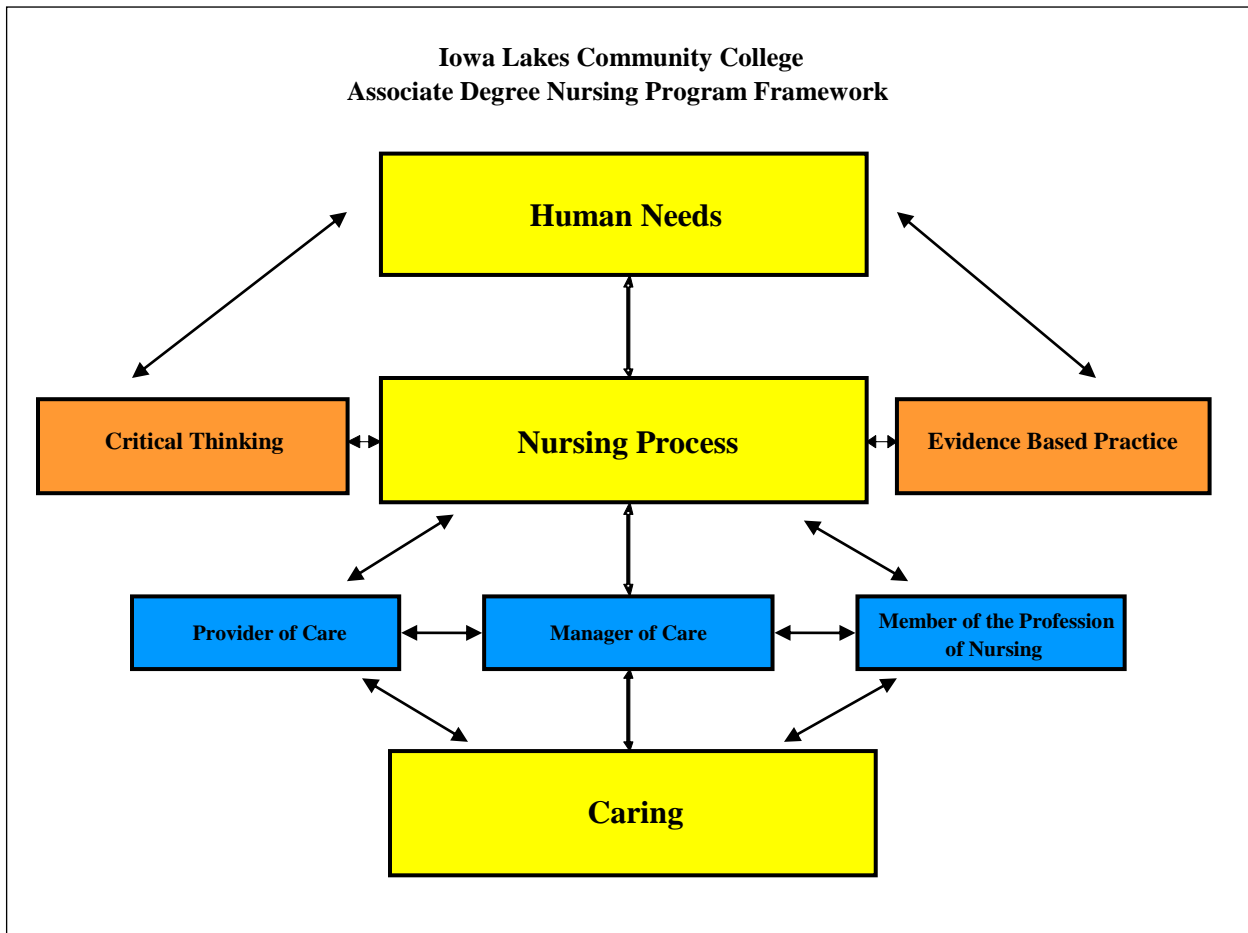 Iowa Lakes Community College
Associate Degree Nursing Program Framework
Human Needs
Critical Thinking
Nursing Process
Evidence Based Practice
Provider of Care
Manager of Care
Member of the Profession
of Nursing
Caring